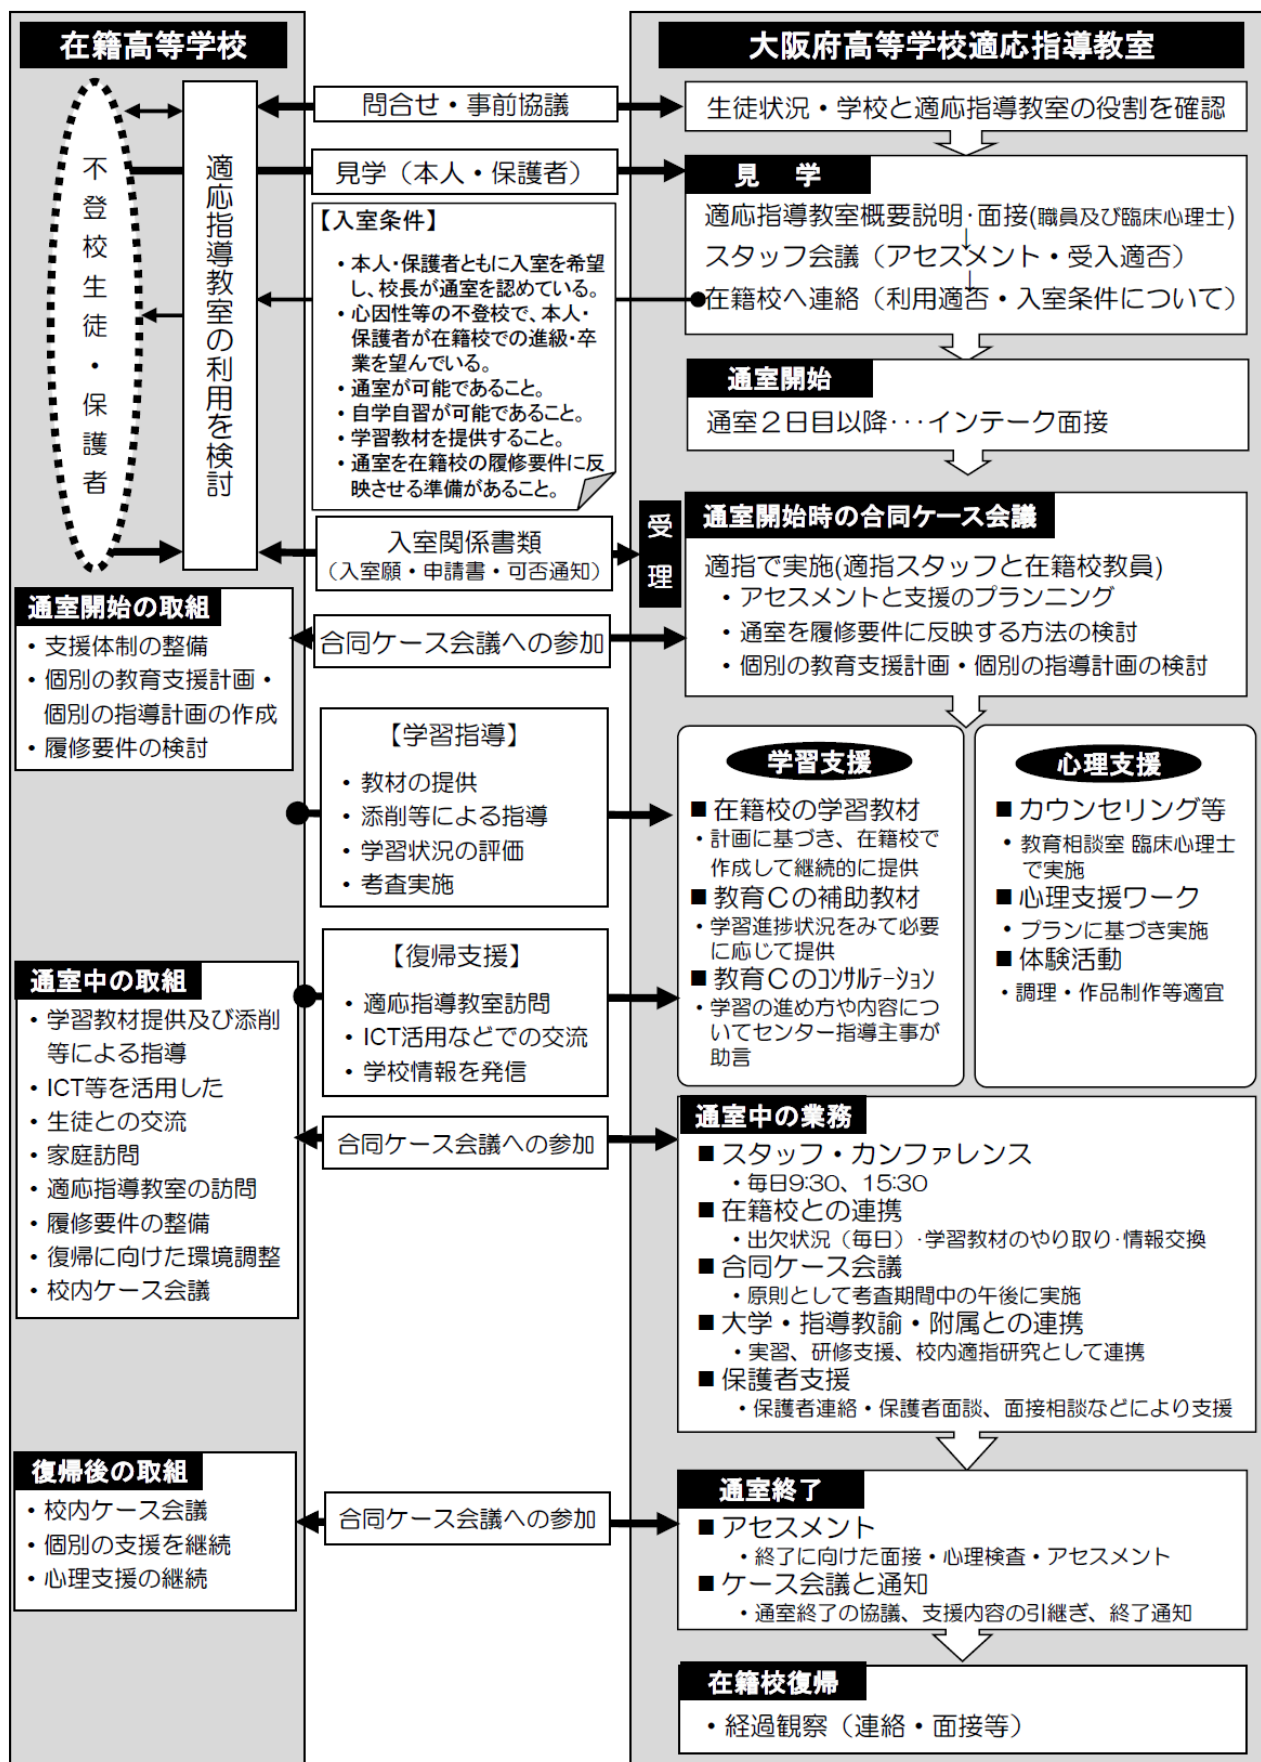 在籍高等学校
不登校生徒・保護者
適応指導教室の利用を検討
通室開始の取組
・支援体制の整備
・個別の教育支援計画・
個別の指導計画の作成
・履修要件の検討
通室中の取組
・学習教材提供及び添削
等による指導
・ICT等を活用した
・生徒との交流
・家庭訪問
・適応指導教室の訪問
・履修要件の整備
・復帰に向けた環境調整
・校内ケース会議
復帰後の取組
・校内ケース会議
・個別の支援を継続
・心理支援の継続
問合せ・事前協議
見学（本人・保護者）
【入室条件】
・本人・保護者ともに入室を希望
し、校長が通室を認めている。
・心因性等の不登校で、本人・
保護者が在籍校での進級・卒
業を望んでいる。
・通室が可能であること。
・自学自習が可能であること。
・学習教材を提供すること。
・通室を在籍校の履修要件に反
映させる準備があること。
入室関係書類
（入室願・申請書・可否通知）
合同ケース会議への参加
【学習指導】
・教材の提供
・添削等による指導
・学習状況の評価
・考査実施
【復帰支援】
・適応指導教室訪問
・ICT活用などでの交流
・学校情報を発信
合同ケース会議への参加
合同ケース会議への参加
大阪府高等学校適応指導教室
生徒状況・学校と適応指導教室の役割を確認
見　学
適応指導教室概要説明・面接(職員及び臨床心理士)
↓
スタッフ会議（アセスメント・受入適否）
↓
在籍校へ連絡（利用適否・入室条件について）
通室開始
通室２日目以降･･･インテーク面接
受理
通室開始時の合同ケース会議
適指で実施(適指スタッフと在籍校教員)
・アセスメントと支援のプランニング
・通室を履修要件に反映する方法の検討
・個別の教育支援計画・個別の指導計画の検討
学習支援
■ 在籍校の学習教材
・計画に基づき、在籍校で
作成して継続的に提供
■ 教育Ｃの補助教材
・学習進捗状況をみて必要
に応じて提供
■ 教育Ｃのｺﾝｻﾙﾃｰｼｮﾝ
・学習の進め方や内容につ
いてセンター指導主事が
助言
心理支援
■ カウンセリング等
・教育相談室 臨床心理士
で実施
■ 心理支援ワーク
・プランに基づき実施
■ 体験活動
・調理・作品制作等適宜
通室中の業務
■ スタッフ・カンファレンス
・毎日9:30、15:30
■ 在籍校との連携
・出欠状況（毎日）･学習教材のやり取り･情報交換
■ 合同ケース会議
・原則として考査期間中の午後に実施
■ 大学・指導教諭・附属との連携
・実習、研修支援、校内適指研究として連携
■ 保護者支援
・保護者連絡・保護者面談、面接相談などにより支援
通室終了
■ アセスメント
・終了に向けた面接・心理検査・アセスメント
■ ケース会議と通知
・通室終了の協議、支援内容の引継ぎ、終了通知
在籍校復帰
・経過観察（連絡・面接等）